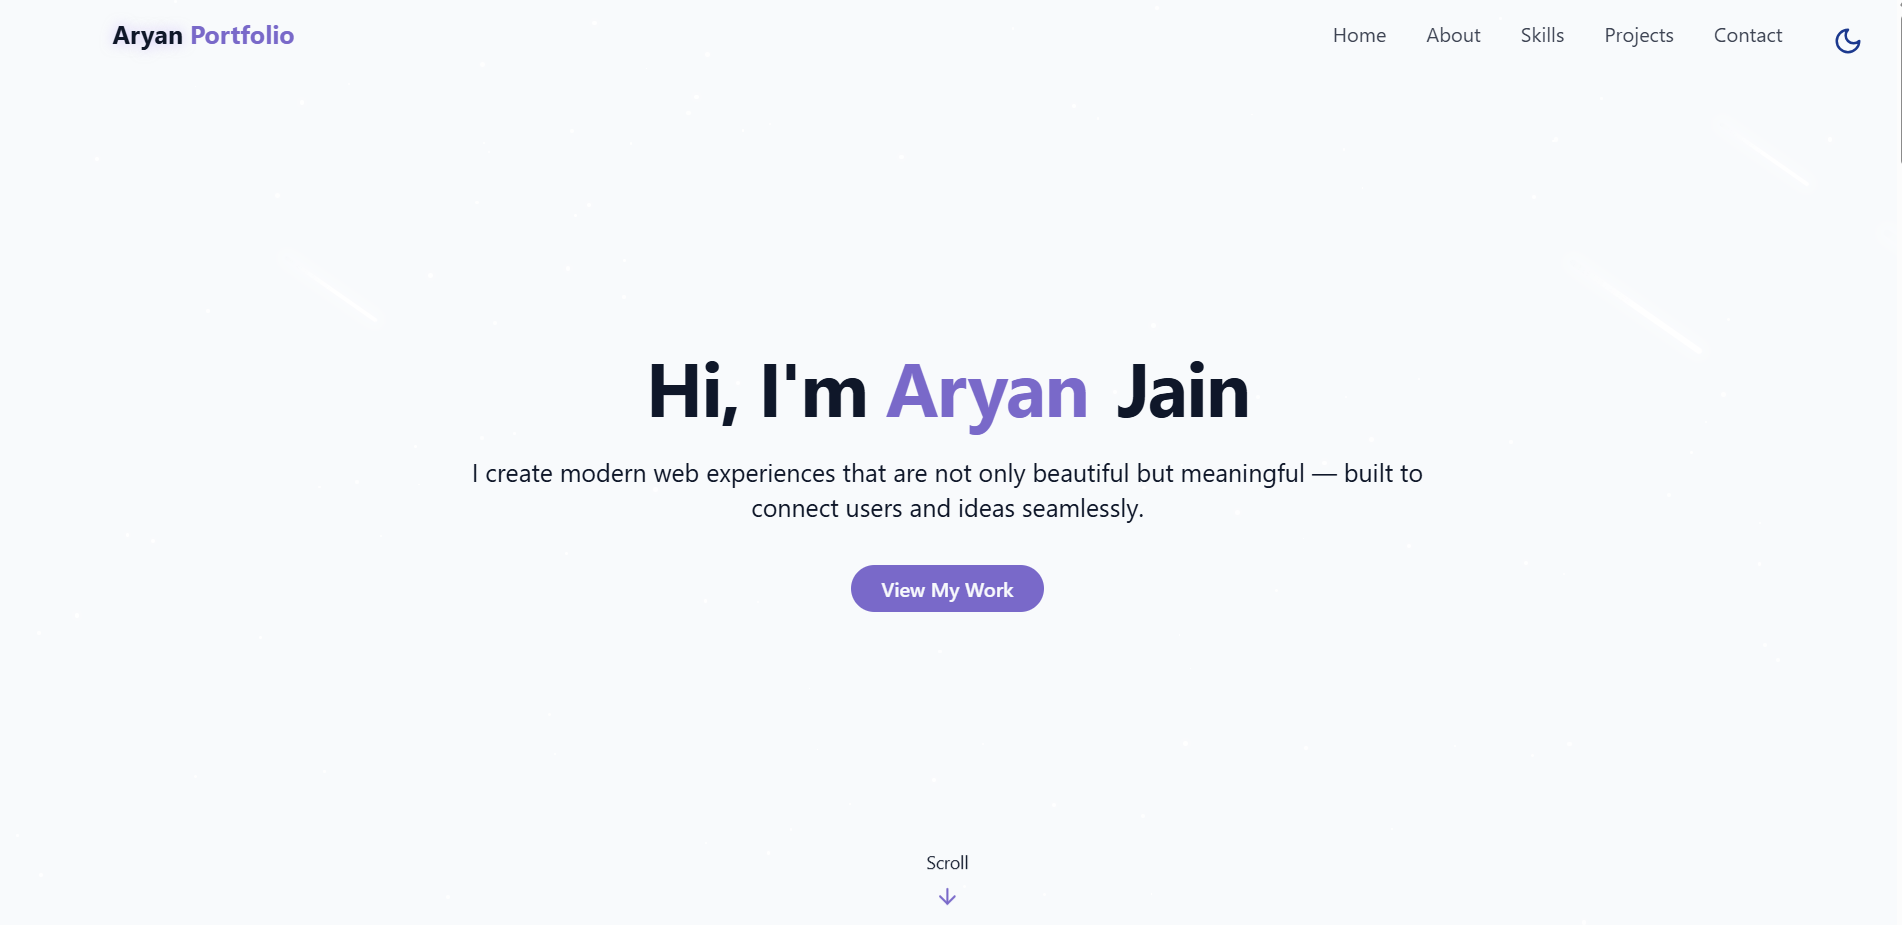 Aryan Portfolio
Home About Skills Projects Contact
Hi, I'm Aryan Jain
I create modern web experiences that are not only beautiful but meaningful — built to
connect users and ideas seamlessly.
View My Work
Scroll